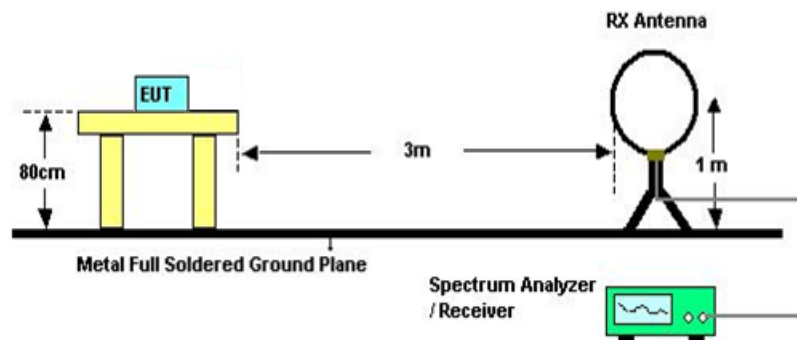 RX Antenna
EUT
3m
80cm
1 m
Metal Full Soldered Ground Plane
Spectrum Analyzer
/ Receiver